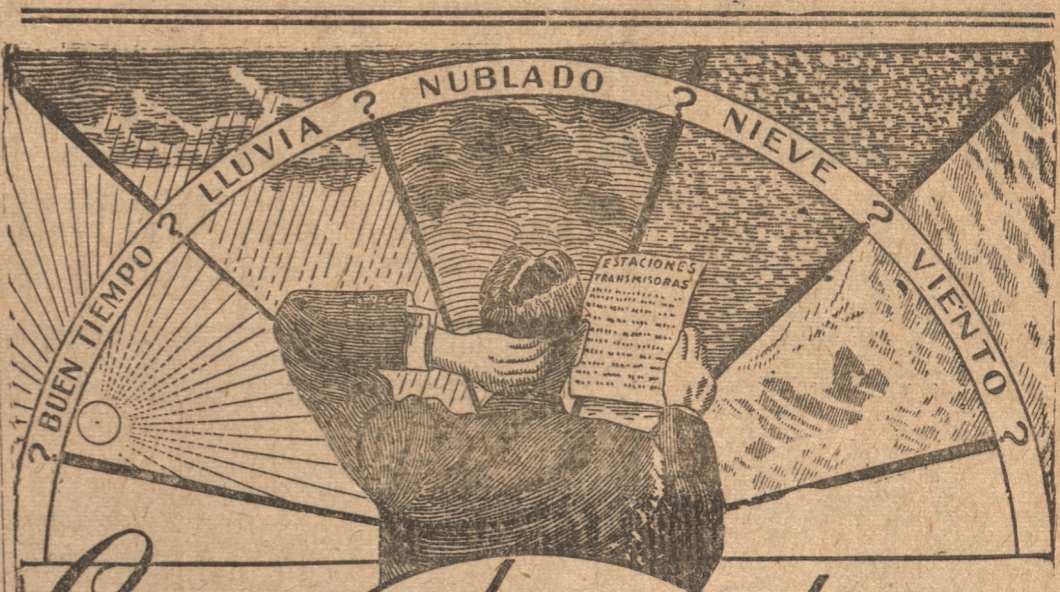 ? BUEN TIEMPO ? LLUVIA ? NUBLADO ? NIEVE ? VIENTO ?
ESTACIONES
TRANSMISORAS